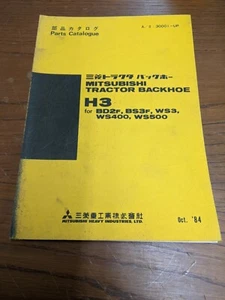 部品カタログ
Parts Catalogue
三菱トラクタ バックホー
MITSUBISHI
TRACTOR BACKHOE
H3
for BD2F, BS3F, WS3,
WS400, WS500
三菱重工業株式會社
MITSUBISHI HEAVY INDUSTRIES, LTD.
Oct. '84